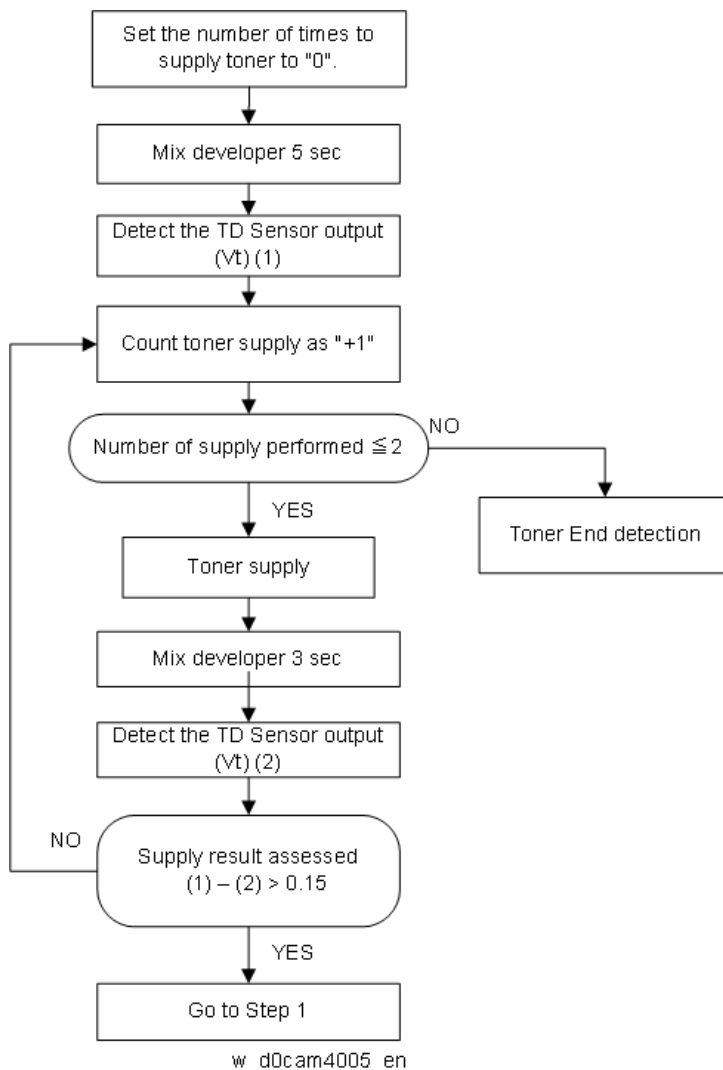 Set the number of times to
supply toner to "0".
Mix developer 5 sec
Detect the TD Sensor output
(Vt) (1)
Count toner supply as "+1"
Number of supply performed ≦2
NO
YES
Toner End detection
Toner supply
Mix developer 3 sec
Detect the TD Sensor output
(Vt) (2)
NO
Supply result assessed
(1) – (2) > 0.15
YES
Go to Step 1
w_d0cam4005_en